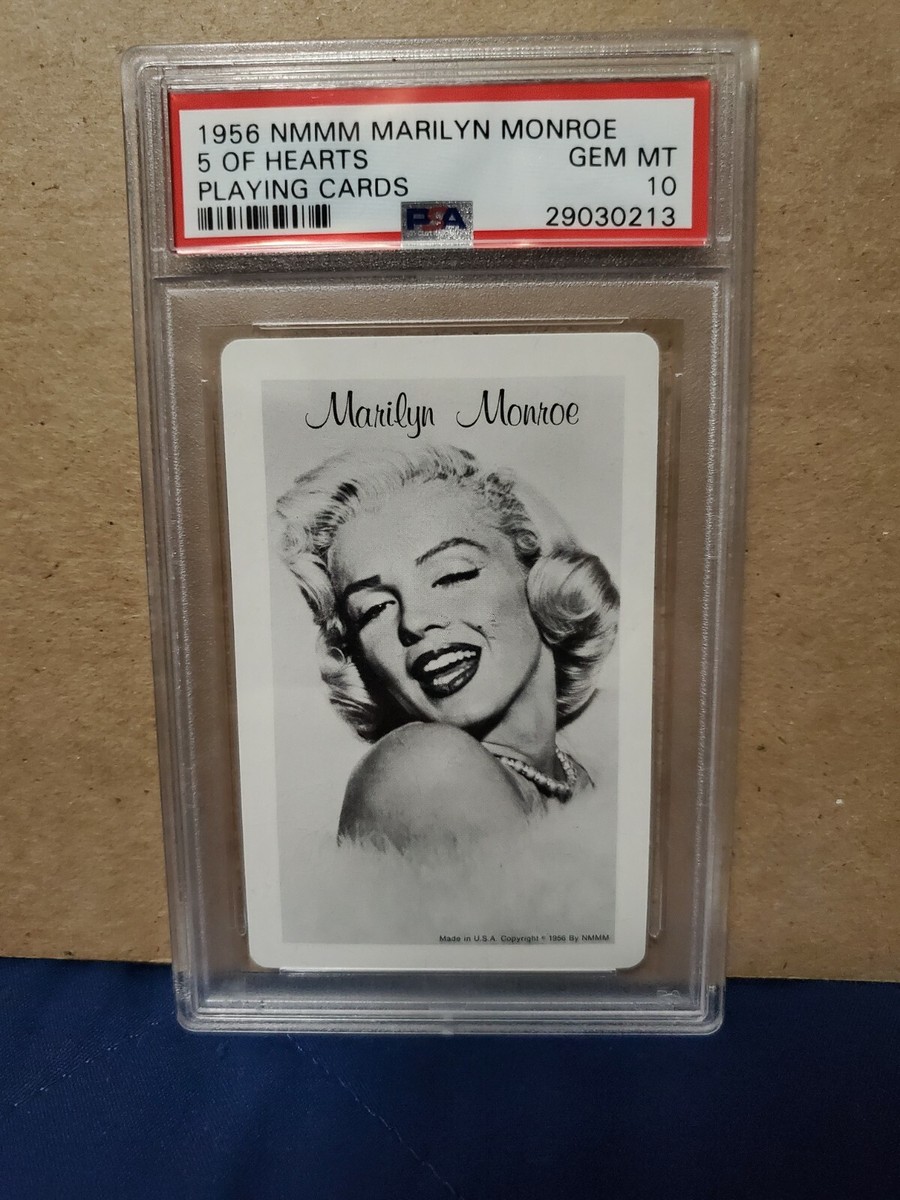 1956 NMMM MARILYN MONROE
5 OF HEARTS GEM MT
PLAYING CARDS 10
PSA 29030213
Marilyn Monroe
Made in U.S.A. Copyright © 1956 By NMMM